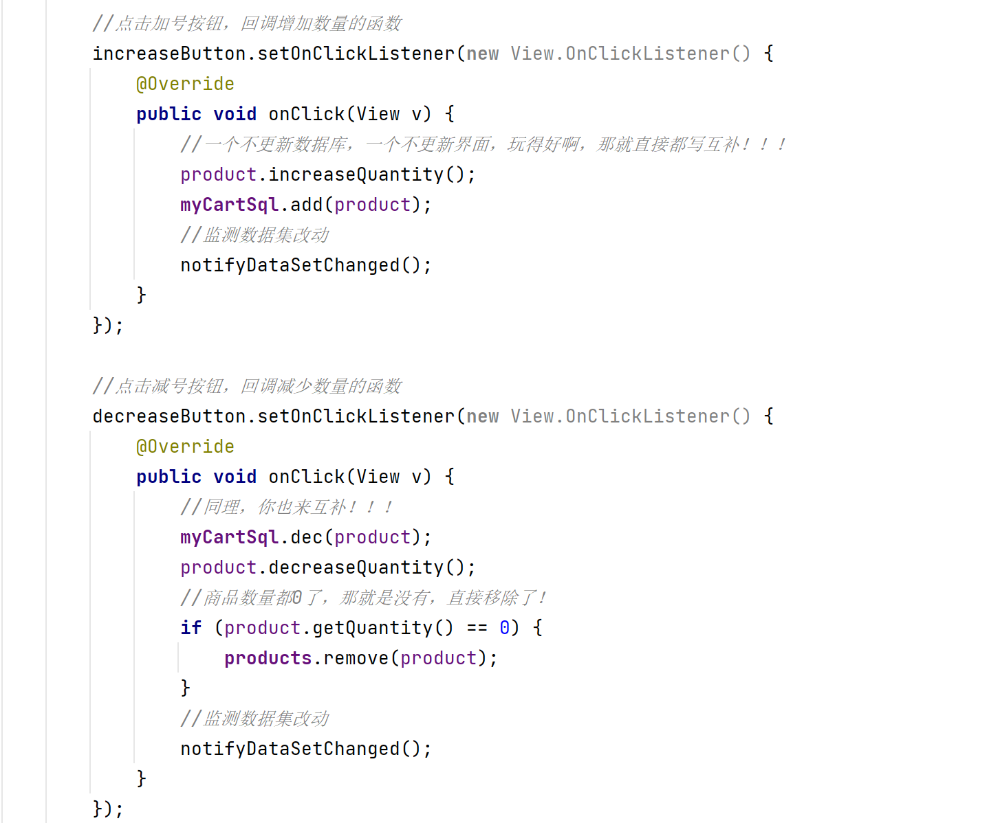 //点击加号按钮，回调增加数量的函数
increaseButton.setOnClickListener(new View.OnClickListener() {
@Override
public void onClick(View v) {
//一个不更新数据库，一个不更新界面，玩得好啊，那就直接都写互补！！！
product.increaseQuantity();
myCartSql.add(product);
//监测数据集改动
notifyDataSetChanged();
}
});
//点击减号按钮，回调减少数量的函数
decreaseButton.setOnClickListener(new View.OnClickListener() {
@Override
public void onClick(View v) {
//同理，你也来互补！！！
myCartSql.dec(product);
product.decreaseQuantity();
//商品数量都0了，那就是没有，直接移除了！
if (product.getQuantity() == 0) {
products.remove(product);
}
//监测数据集改动
notifyDataSetChanged();
}
});